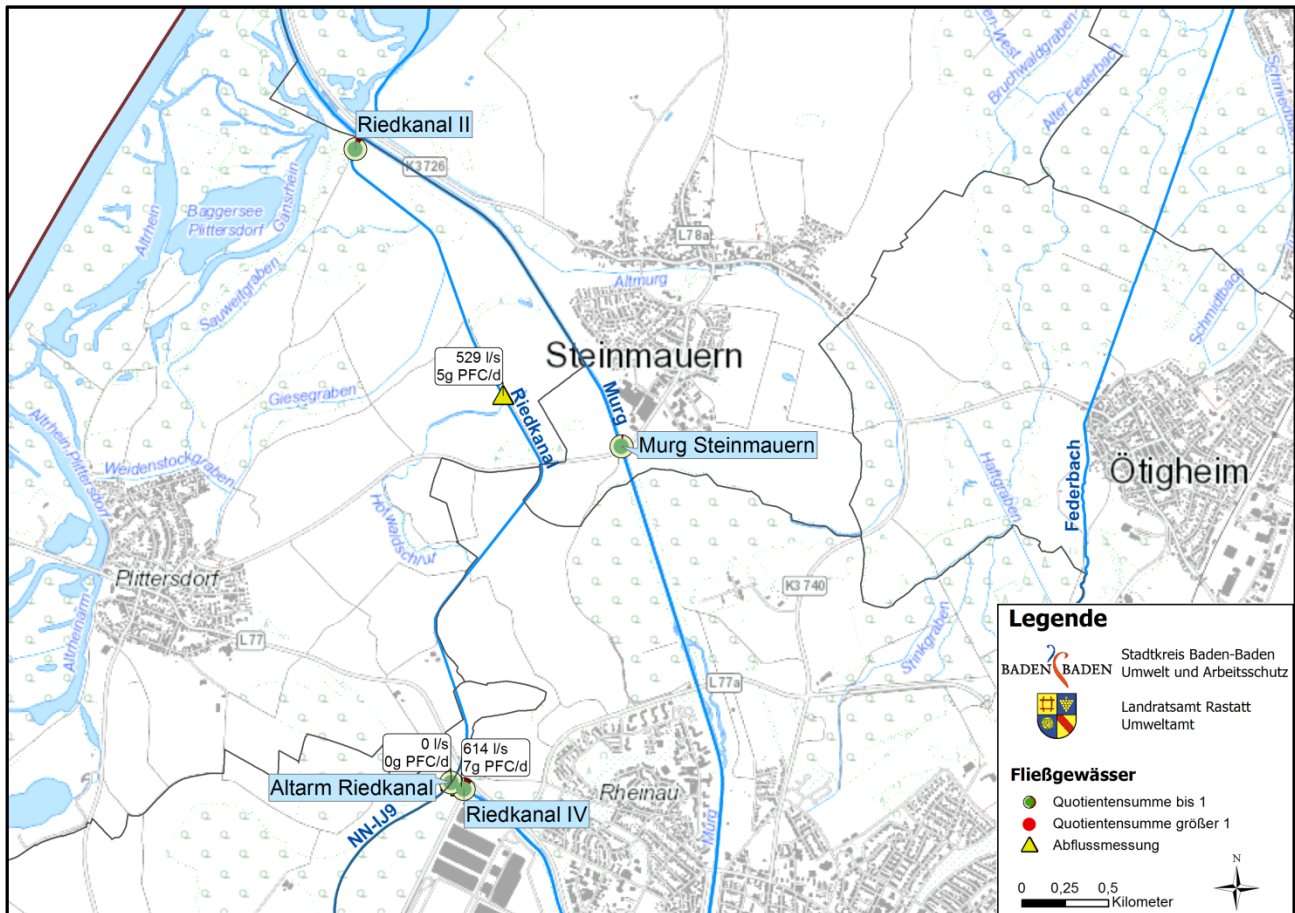 Riedkanal II
K3726
Bruchwaldgraben
Alter Federbach
Altrhein
Baggersee
Plittersdorf
Gansrhein
Sauweitgraben
L78a
Altmurg
Schmidtbach
529 l/s
5g PFC/d
Steinmauern
Riedkanal
Murg
Giesegraben
Murg Steinmauern
Altrhein Plittersdorf
Weidenstockgraben
Haftgraben
Federbach
Ötigheim
Plittersdorf
K3740
L77
Altrheinarm
Stinkgraben
L77a
0 l/s
0g PFC/d
614 l/s
7g PFC/d
Altarm Riedkanal
Riedkanal IV
Rheinau
NN-IJ9
Murg
Legende
BADEN BADEN
Stadtkreis Baden-Baden
Umwelt und Arbeitsschutz
Landratsamt Rastatt
Umweltamt
Fließgewässer
Quotientensumme bis 1
Quotientensumme größer 1
Abflussmessung
N
0 0,25 0,5
Kilometer